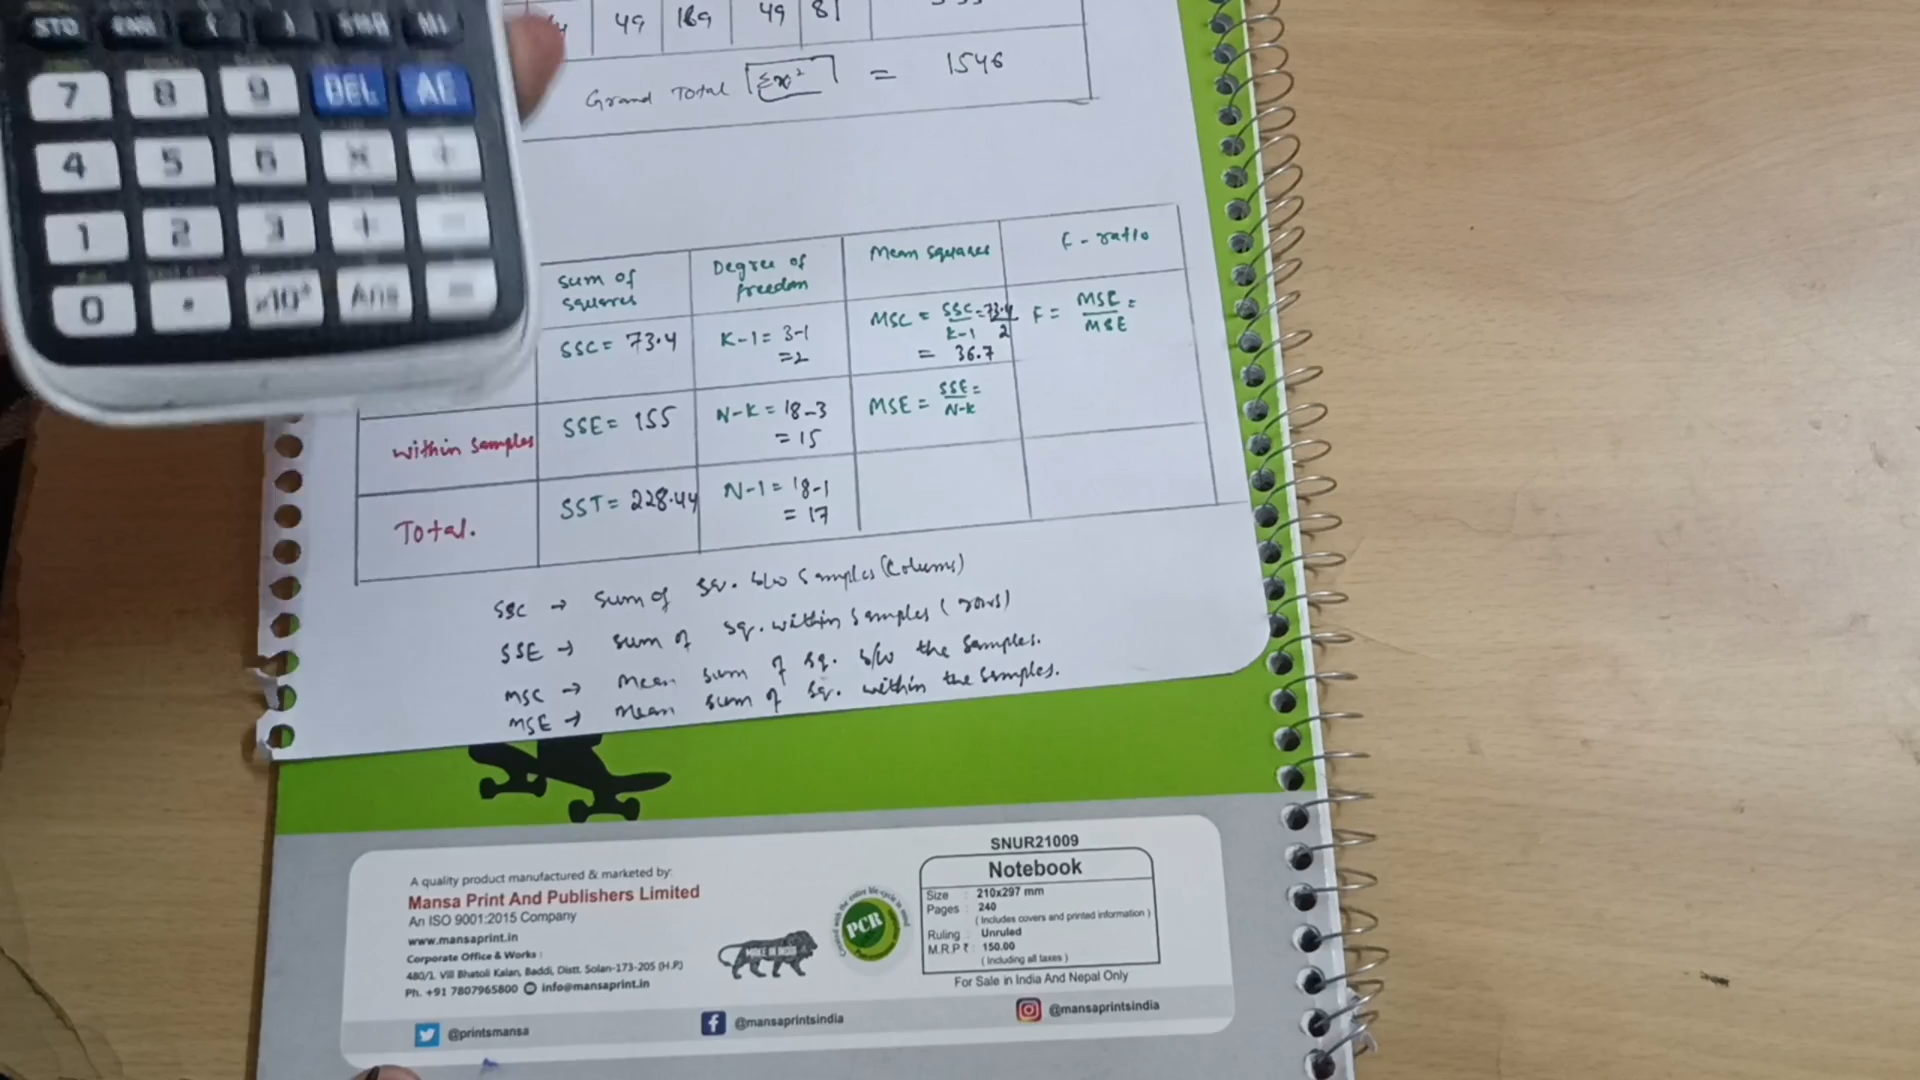 STO ENG ( )
7 8 9 DEL AC
4 5 6 × ÷
1 2 3 +
0 • ×10ˣ Ans =
49 169 49 81
Grand Total Σx² = 1546
Sum of squares
Degree of freedom
Mean squares
F-ratio
SSC = 73.4
K-1 = 3-1
=2
MSC = SSC/K-1 = 73.4/2
= 36.7
F = MSC/MSE =
within samples
SSE = 155
N-K = 18-3
= 15
MSE = SSE/N-K =
Total.
SST = 228.44
N-1 = 18-1
= 17
SSC → Sum of Sq. b/w Samples (Colums)
SSE → sum of sq. within Samples (rows)
MSC → mean sum of sq. b/w the samples.
MSE → mean sum of sq. within the samples.
SNUR21009
Notebook
Size : 210x297 mm
Pages : 240
(Includes covers and printed information)
Ruling : Unruled
M.R.P ₹ : 150.00
(Including all taxes)
For Sale in India And Nepal Only
A quality product manufactured & marketed by:
Mansa Print And Publishers Limited
An ISO 9001:2015 Company
www.mansaprint.in
Corporate Office & Works :
480/1, Vill Bhatoli Kalan, Baddi, Distt. Solan-173-205 (H.P)
Ph. +91 7807965800 info@mansaprint.in
MAKE IN INDIA
PCR
@printsmansa
@mansaprintsindia
@mansaprintsindia